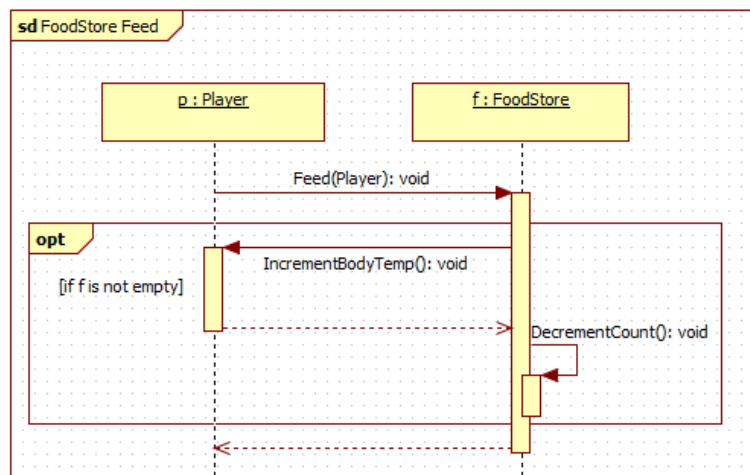 sd FoodStore Feed
p : Player
f : FoodStore
Feed(Player): void
opt
IncrementBodyTemp(): void
[if f is not empty]
DecrementCount(): void